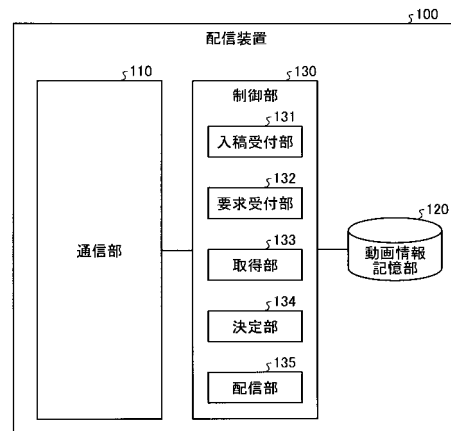 100
配信装置
110
通信部
130
制御部
131
入稿受付部
132
要求受付部
133
取得部
134
決定部
135
配信部
120
動画情報
記憶部